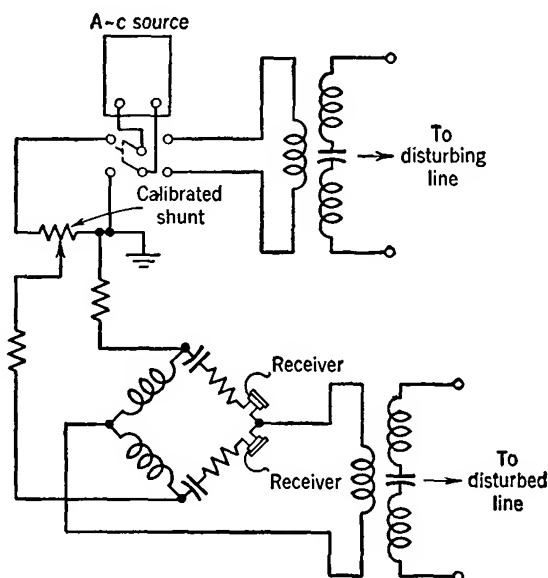 A-c source
To
disturbing
line
Calibrated
shunt
Receiver
Receiver
To
disturbed
line